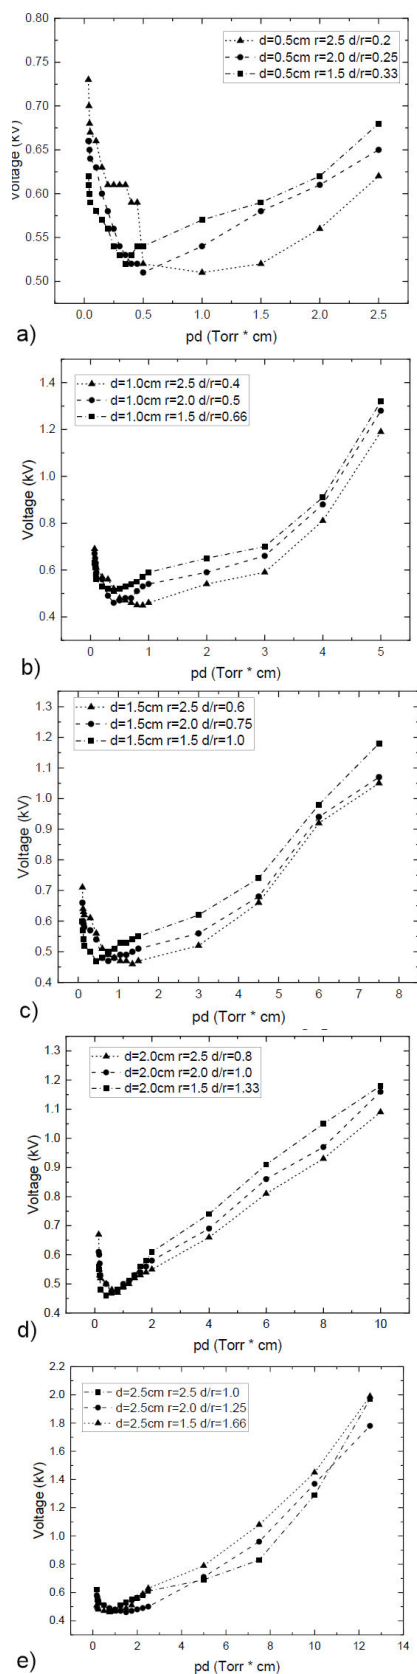 0.80
0.75
0.70
0.65
0.60
0.55
0.50
Voltage (kV)
d=0.5cm r=2.5 d/r=0.2
d=0.5cm r=2.0 d/r=0.25
d=0.5cm r=1.5 d/r=0.33
0.0 0.5 1.0 1.5 2.0 2.5
pd (Torr * cm)
a)
1.4
1.2
1.0
0.8
0.6
0.4
Voltage (kV)
d=1.0cm r=2.5 d/r=0.4
d=1.0cm r=2.0 d/r=0.5
d=1.0cm r=1.5 d/r=0.66
0 1 2 3 4 5
pd (Torr * cm)
b)
1.3
1.2
1.1
1.0
0.9
0.8
0.7
0.6
0.5
0.4
Voltage (kV)
d=1.5cm r=2.5 d/r=0.6
d=1.5cm r=2.0 d/r=0.75
d=1.5cm r=1.5 d/r=1.0
0 1 2 3 4 5 6 7 8
pd (Torr * cm)
c)
1.3
1.2
1.1
1.0
0.9
0.8
0.7
0.6
0.5
0.4
Voltage (kV)
d=2.0cm r=2.5 d/r=0.8
d=2.0cm r=2.0 d/r=1.0
d=2.0cm r=1.5 d/r=1.33
0 2 4 6 8 10
pd (Torr * cm)
d)
2.2
2.0
1.8
1.6
1.4
1.2
1.0
0.8
0.6
0.4
Voltage (kV)
d=2.5cm r=2.5 d/r=1.0
d=2.5cm r=2.0 d/r=1.25
d=2.5cm r=1.5 d/r=1.66
0 2 4 6 8 10 12 14
pd (Torr * cm)
e)